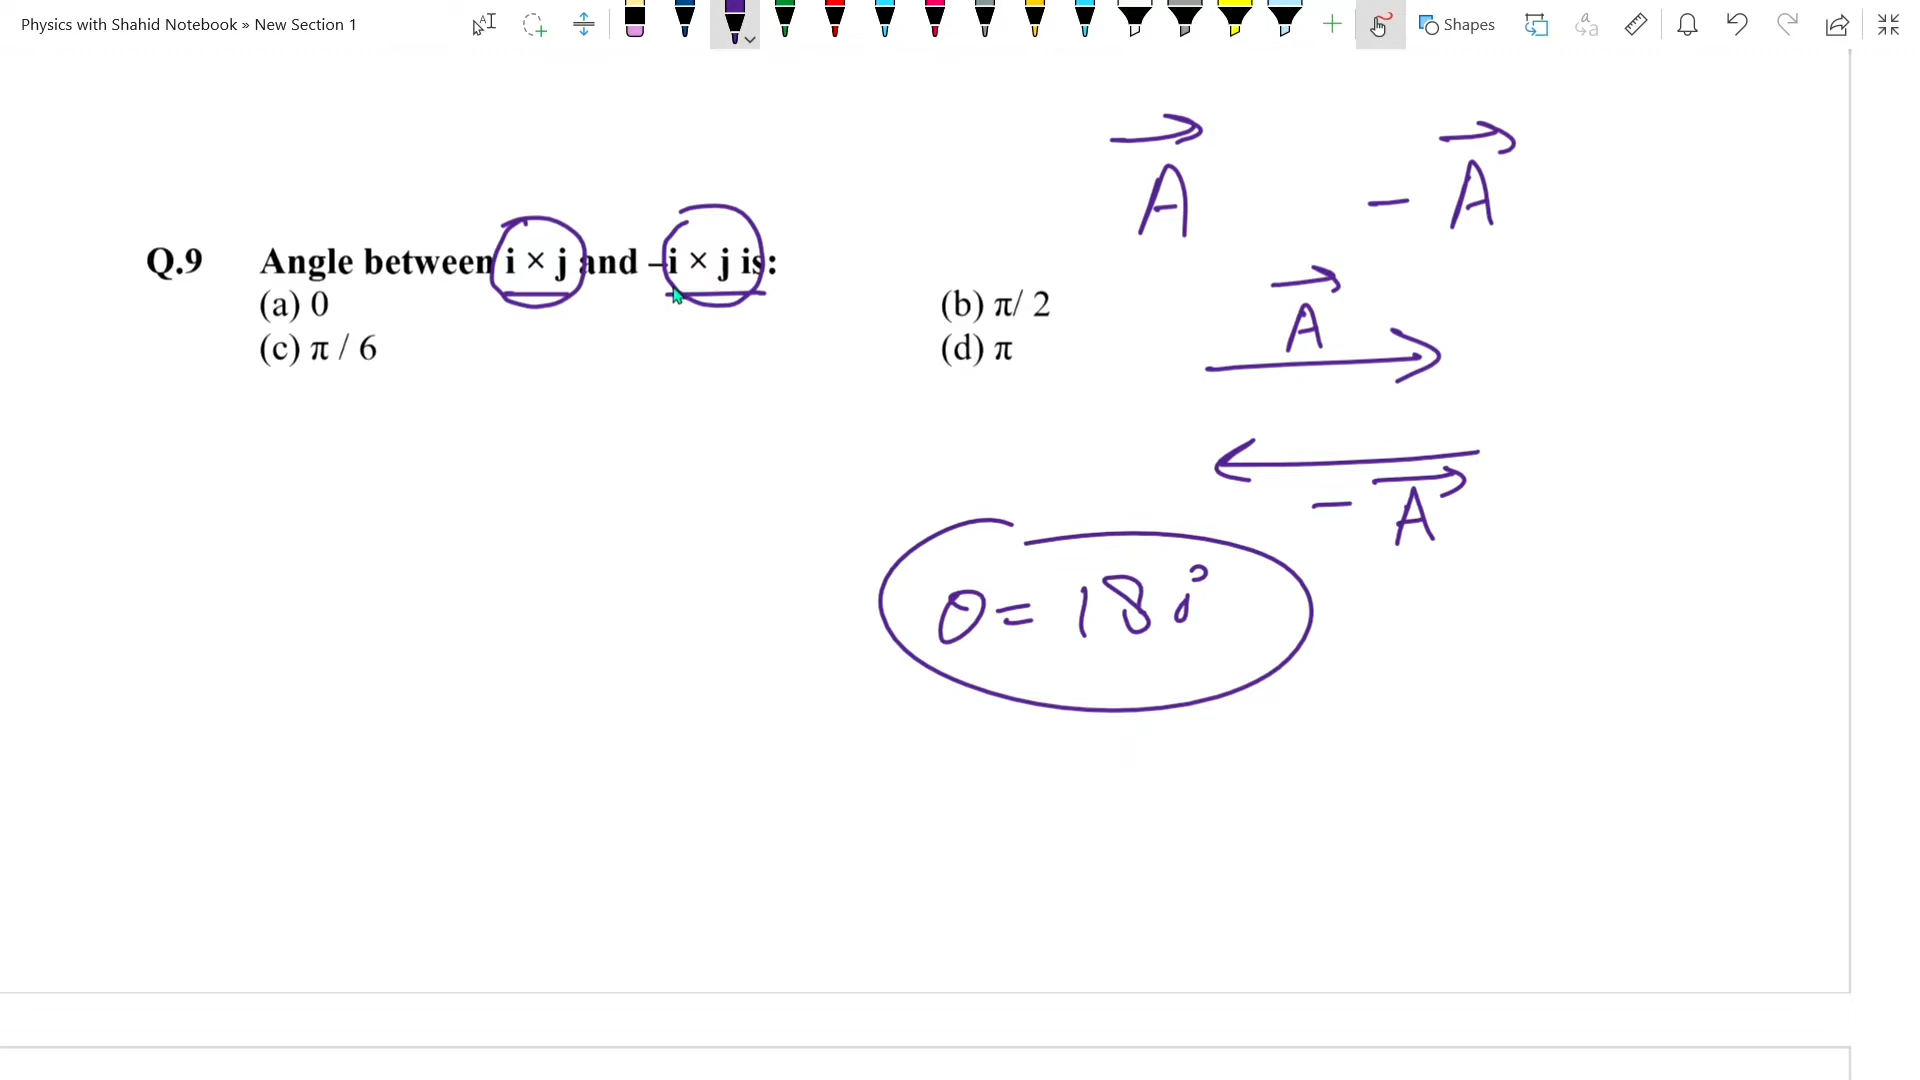 Physics with Shahid Notebook » New Section 1
Shapes
A
– A
Q.9 Angle between i × j and –i × j is:
(a) 0 (b) π/ 2
(c) π / 6 (d) π
A
– A
θ = 180°